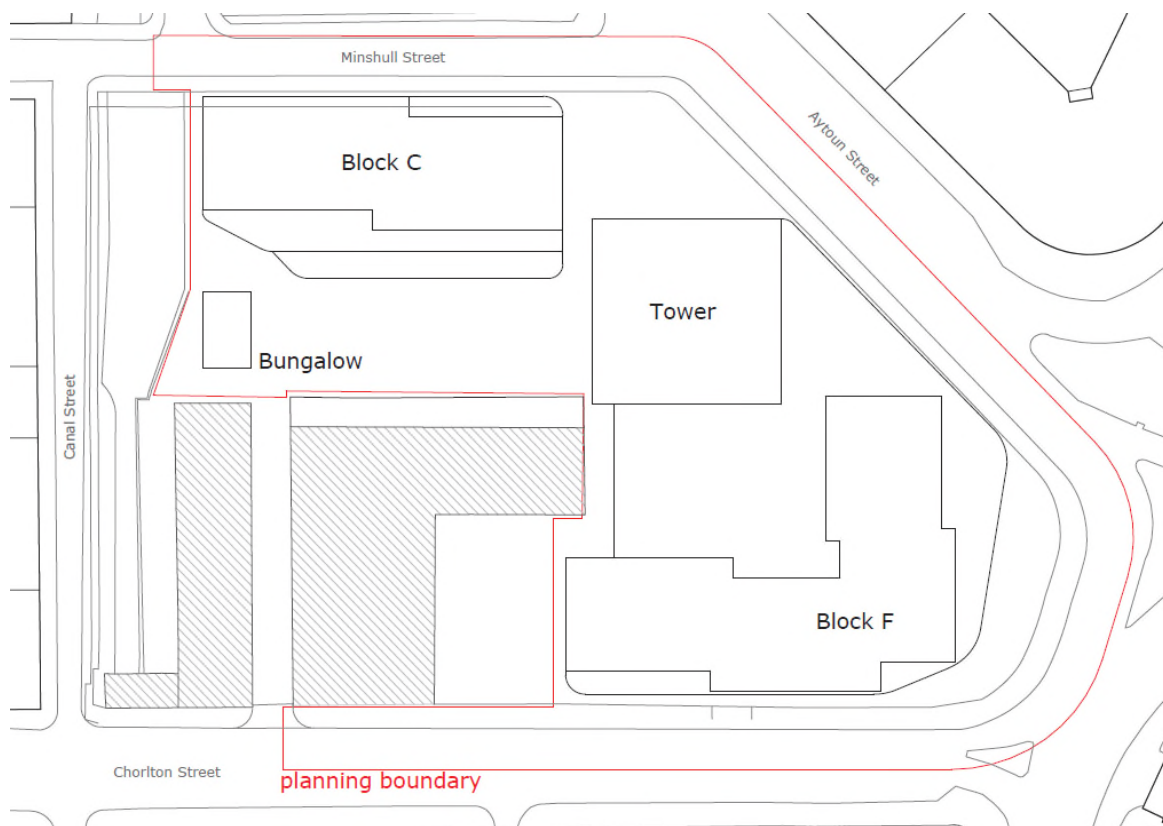 Minshull Street
Aytoun Street
Block C
Tower
Bungalow
Canal Street
Block F
Chorlton Street
planning boundary